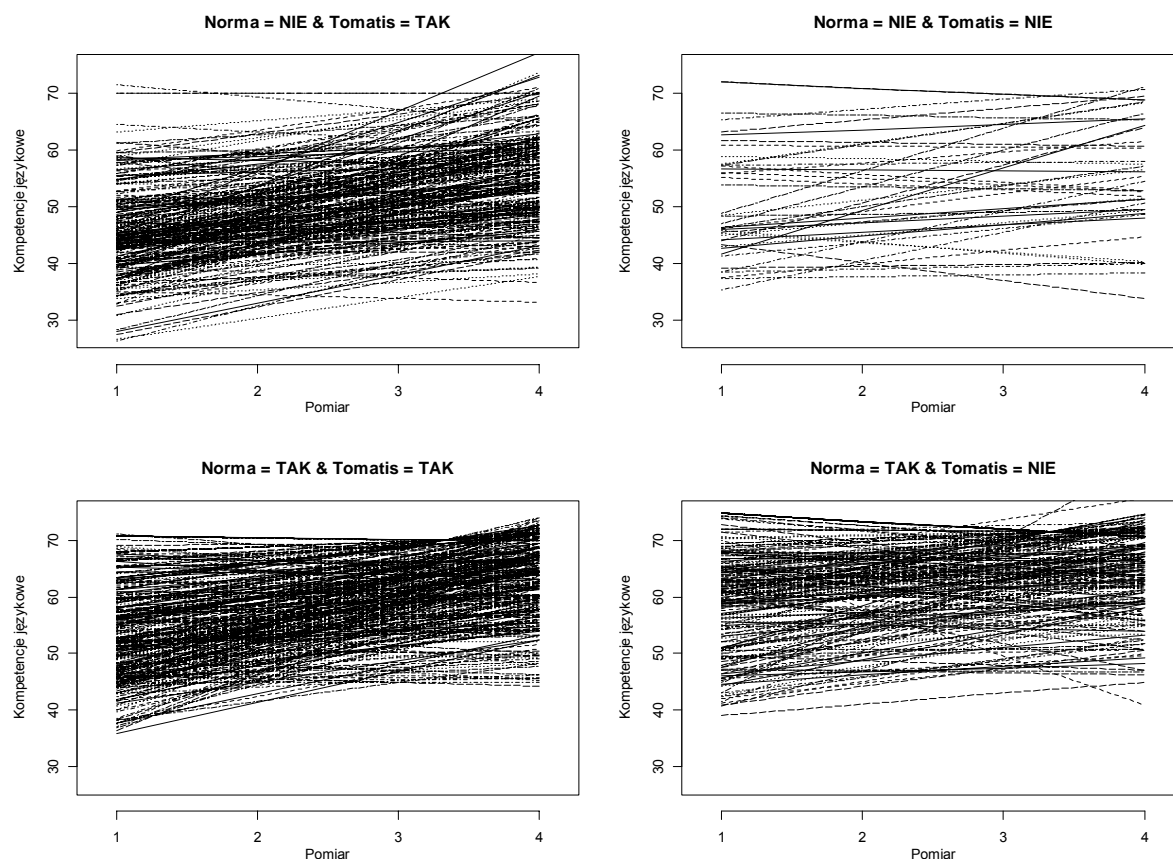 Norma = NIE & Tomatis = TAK
Kompetencje językowe
70
60
50
40
30
1 2 3 4
Pomiar
Norma = NIE & Tomatis = NIE
Kompetencje językowe
70
60
50
40
30
1 2 3 4
Pomiar
Norma = TAK & Tomatis = TAK
Kompetencje językowe
70
60
50
40
30
1 2 3 4
Pomiar
Norma = TAK & Tomatis = NIE
Kompetencje językowe
70
60
50
40
30
1 2 3 4
Pomiar